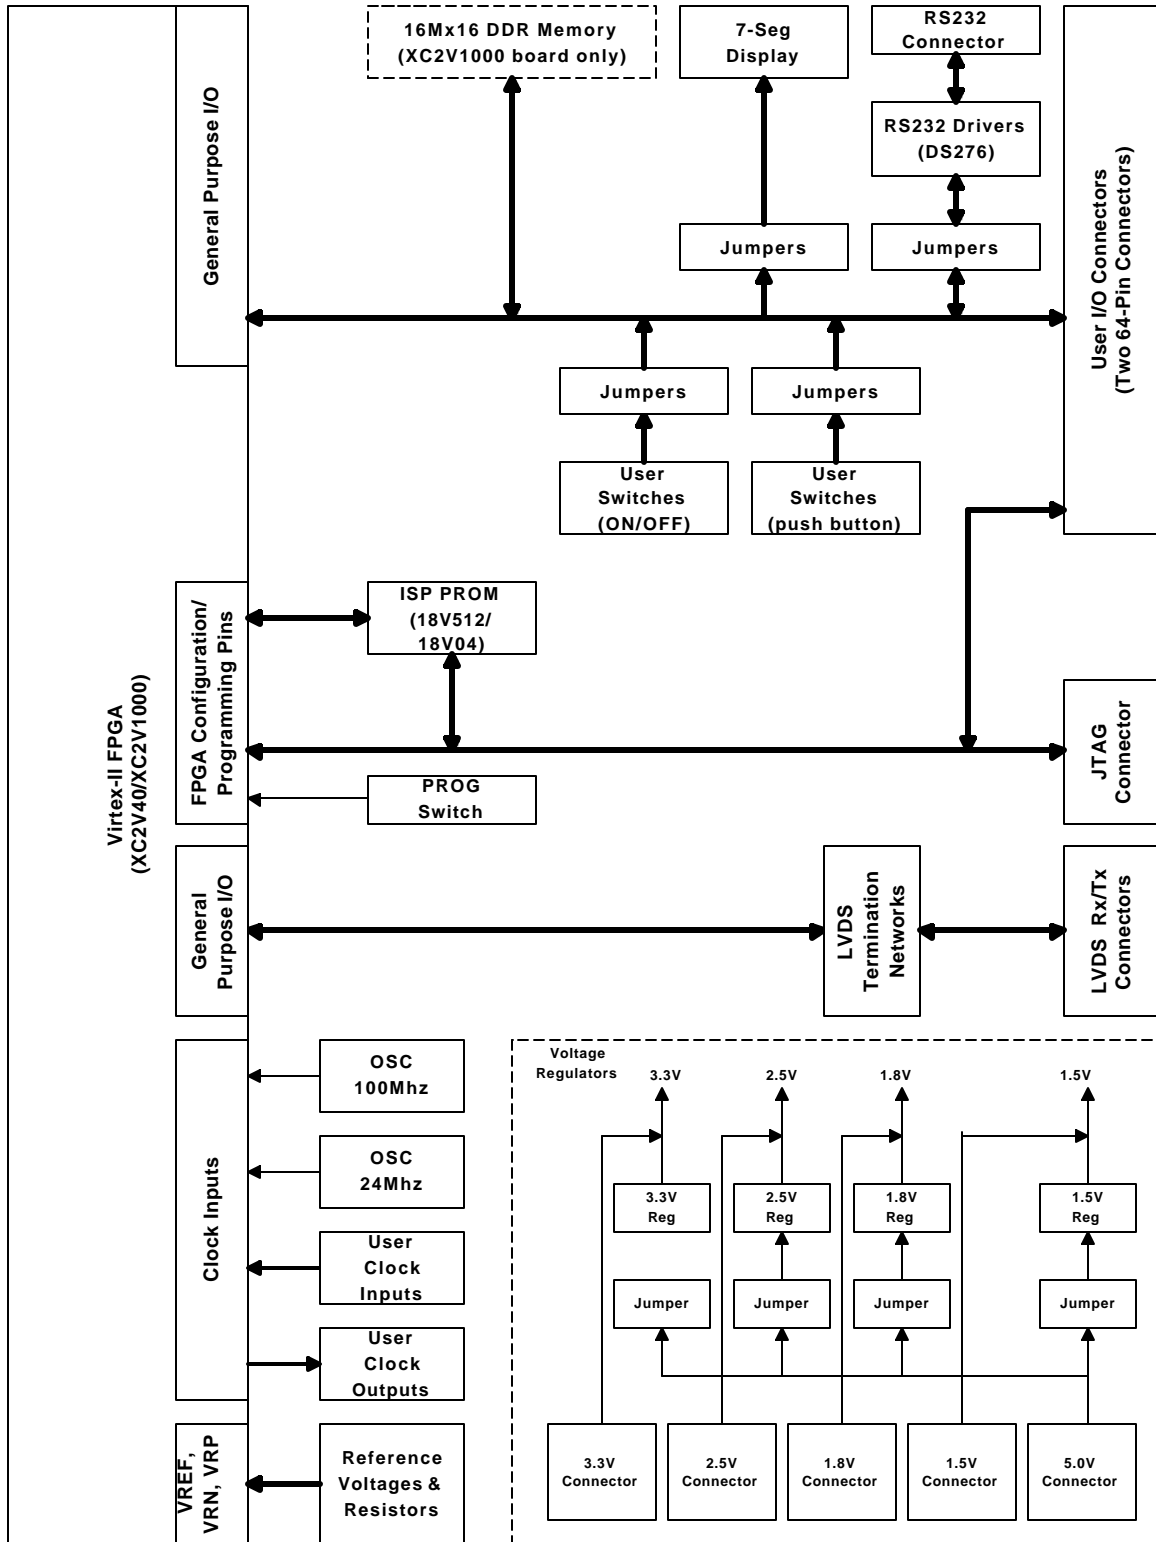 16Mx16 DDR Memory
(XC2V1000 board only)
7-Seg
Display
RS232
Connector
RS232 Drivers
(DS276)
Jumpers
Jumpers
General Purpose I/O
User I/O Connectors
(Two 64-Pin Connectors)
Jumpers
Jumpers
User
Switches
(ON/OFF)
User
Switches
(push button)
Virtex-II FPGA
(XC2V40/XC2V1000)
FPGA Configuration/
Programming Pins
ISP PROM
(18V512/
18V04)
PROG
Switch
JTAG
Connector
General
Purpose I/O
LVDS
Termination
Networks
LVDS Rx/Tx
Connectors
Clock Inputs
OSC
100Mhz
OSC
24Mhz
User
Clock
Inputs
User
Clock
Outputs
VREF,
VRN, VRP
Reference
Voltages &
Resistors
Voltage
Regulators
3.3V
2.5V
1.8V
1.5V
3.3V
Reg
2.5V
Reg
1.8V
Reg
1.5V
Reg
Jumper
Jumper
Jumper
Jumper
3.3V
Connector
2.5V
Connector
1.8V
Connector
1.5V
Connector
5.0V
Connector